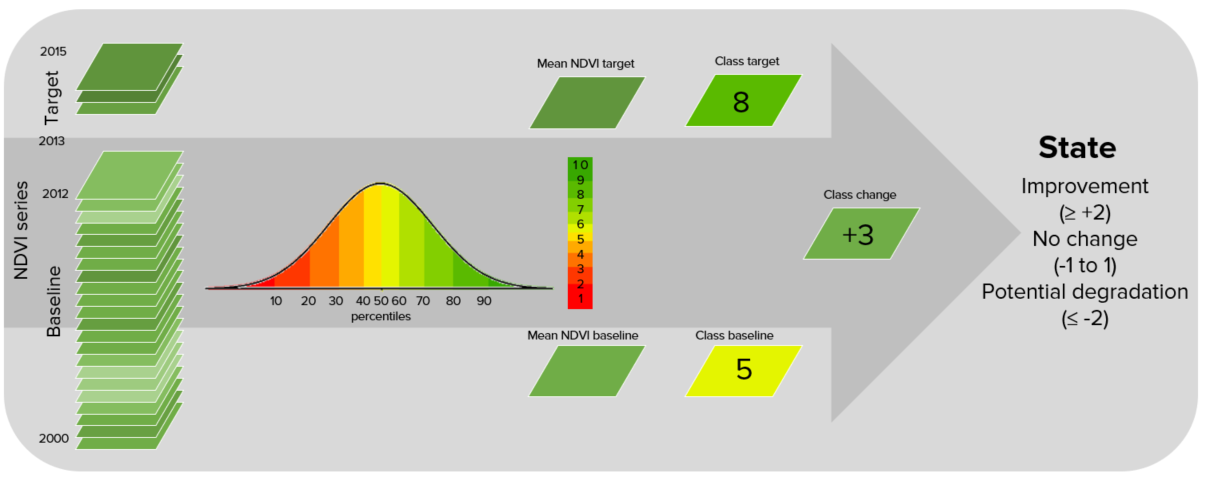 2015
Target
2013
2012
NDVI series
Baseline
2000
10 20 30 40 50 60 70 80 90
percentiles
Mean NDVI target
Class target
8
10
9
8
7
6
5
4
3
2
1
Mean NDVI baseline
Class baseline
5
Class change
+3
State
Improvement
(≥ +2)
No change
(-1 to 1)
Potential degradation
(≤ -2)